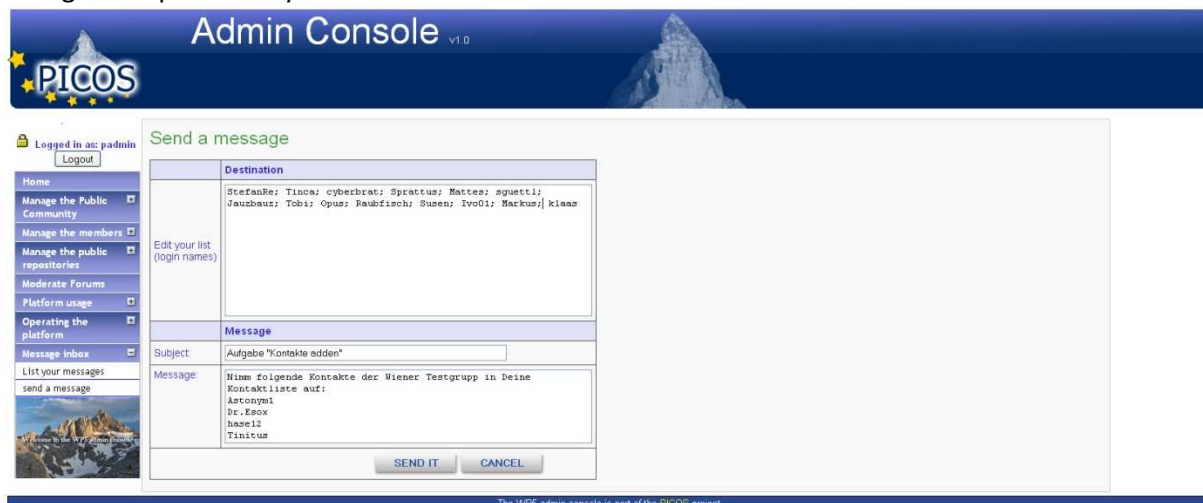 Admin Console v1.0
PICOS
Logged in as: padmin
Logout
Home
Manage the Public Community
Manage the members
Manage the public repositories
Moderate Forums
Platform usage
Operating the platform
Message inbox
List your messages
send a message
Send a message
Destination
Edit your list
(login names)
StefanRe; Tinca; cyberbrat; Sprattus; Mattes; sguettl;
Jauzbauz; Tobi; Opus; Raubfisch; Susen; Ivo01; Markus; klaas
Message
Subject: Aufgabe "Kontakte adden"
Message:
Nimm folgende Kontakte der Wiener Testgrupp in Deine
Kontaktliste auf:
Astonym1
Dr.Esox
hase12
Tinitus
SEND IT CANCEL
The WP5 admin console is part of the PICOS project